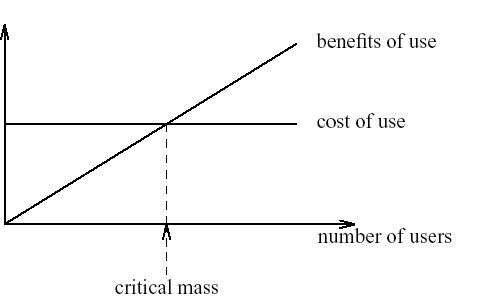 benefits of use
cost of use
number of users
critical mass